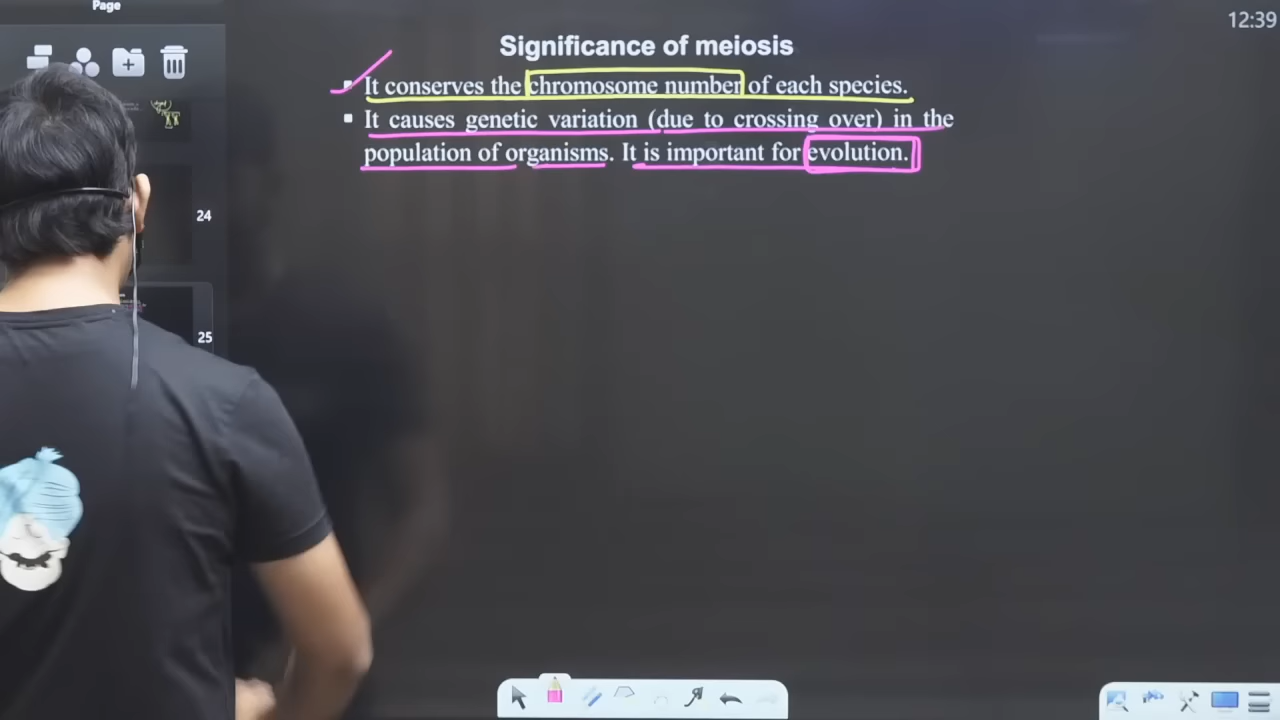 Page
12:39
Significance of meiosis
▪ It conserves the chromosome number of each species.
▪ It causes genetic variation (due to crossing over) in the
population of organisms. It is important for evolution.
24
25